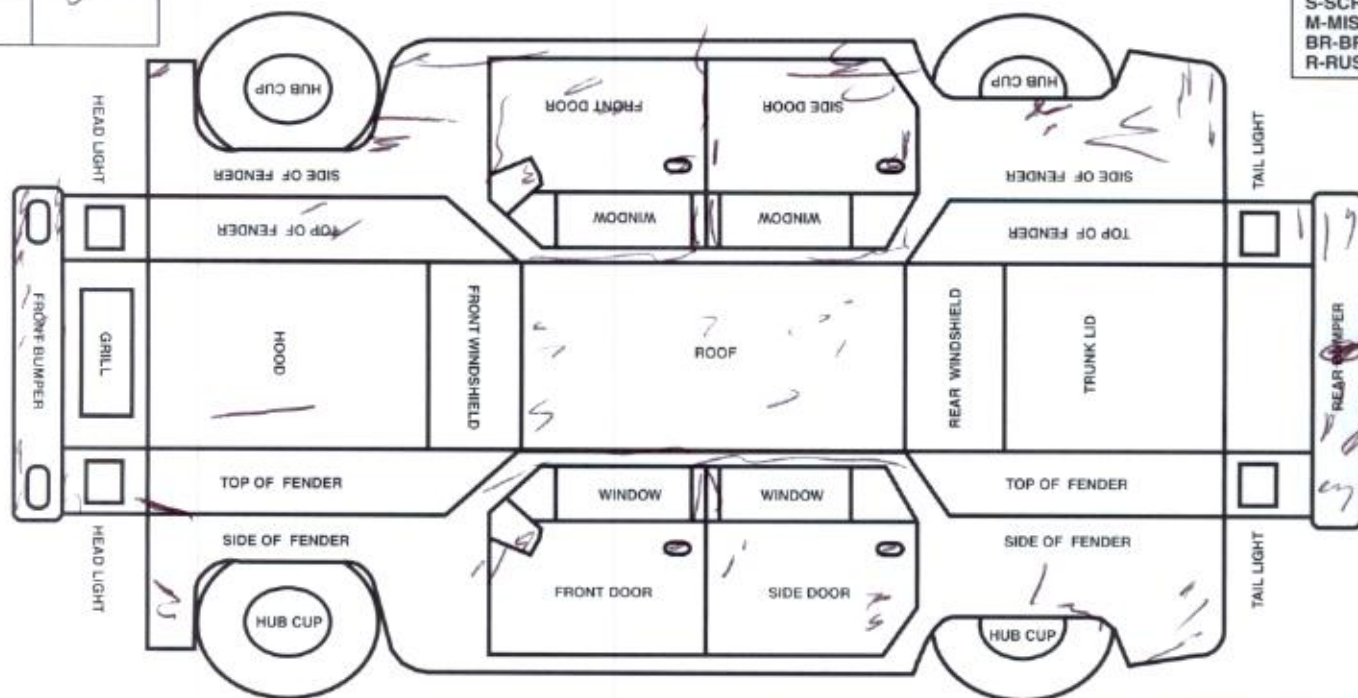 S-SCR
M-MIS
BR-BR
R-RUS
HUB CUP
HUB CUP
FRONT DOOR
SIDE DOOR
HEAD LIGHT
TAIL LIGHT
SIDE OF FENDER
SIDE OF FENDER
WINDOW
WINDOW
TOP OF FENDER
TOP OF FENDER
FRONT BUMPER
GRILL
HOOD
FRONT WINDSHIELD
ROOF
REAR WINDSHIELD
TRUNK LID
REAR BUMPER
TOP OF FENDER
WINDOW
WINDOW
TOP OF FENDER
HEAD LIGHT
SIDE OF FENDER
SIDE OF FENDER
TAIL LIGHT
FRONT DOOR
SIDE DOOR
HUB CUP
HUB CUP